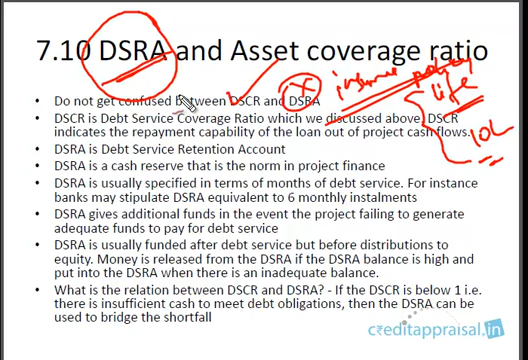 7.10 DSRA and Asset coverage ratio
• Do not get confused between DSCR and DSRA
• DSCR is Debt Service Coverage Ratio which we discussed above. DSCR
indicates the repayment capability of the loan out of project cash flows.
• DSRA is Debt Service Retention Account
• DSRA is a cash reserve that is the norm in project finance
• DSRA is usually specified in terms of months of debt service. For instance
banks may stipulate DSRA equivalent to 6 monthly instalments
• DSRA gives additional funds in the event the project failing to generate
adequate funds to pay for debt service
• DSRA is usually funded after debt service but before distributions to
equity. Money is released from the DSRA if the DSRA balance is high and
put into the DSRA when there is an inadequate balance.
• What is the relation between DSCR and DSRA? - If the DSCR is below 1 i.e.
there is insufficient cash to meet debt obligations, then the DSRA can be
used to bridge the shortfall
policy
life
10L
creditappraisal.in